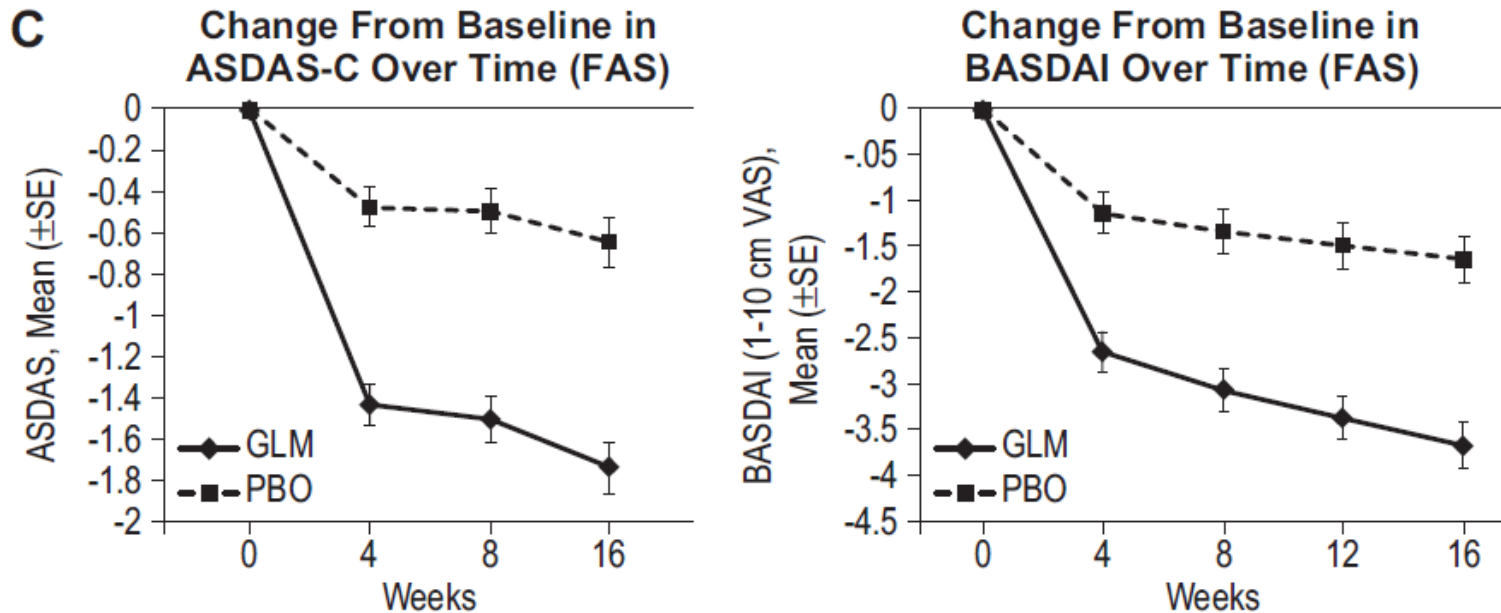 C
Change From Baseline in
ASDAS-C Over Time (FAS)
ASDAS, Mean (±SE)
0
-0.2
-0.4
-0.6
-0.8
-1
-1.2
-1.4
-1.6
-1.8
-2
GLM
PBO
0 4 8 16
Weeks
Change From Baseline in
BASDAI Over Time (FAS)
BASDAI (1-10 cm VAS),
Mean (±SE)
0
-.05
-1
-1.5
-2
-2.5
-3
-3.5
-4
-4.5
GLM
PBO
0 4 8 12 16
Weeks